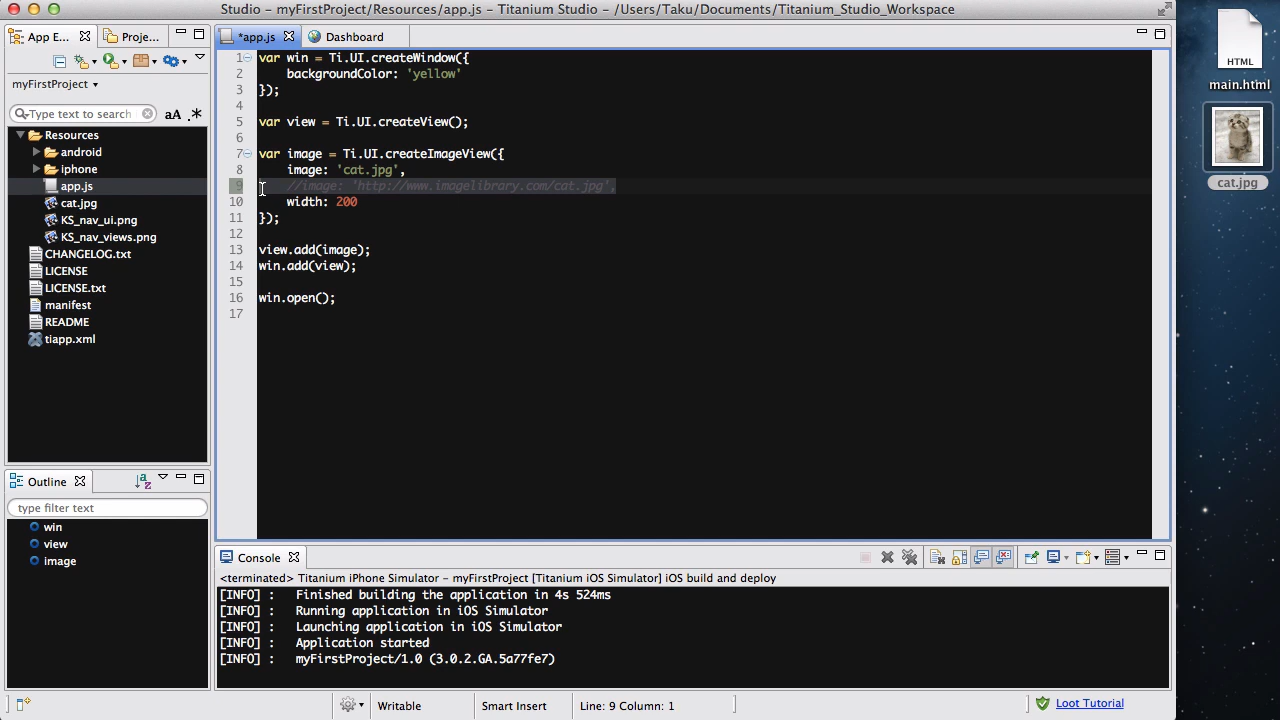 Studio - myFirstProject/Resources/app.js - Titanium Studio - /Users/Taku/Documents/Titanium_Studio_Workspace
App E...
Proje...
myFirstProject
Type text to search
aA .*
Resources
android
iphone
app.js
cat.jpg
KS_nav_ui.png
KS_nav_views.png
CHANGELOG.txt
LICENSE
LICENSE.txt
manifest
README
tiapp.xml
Outline
type filter text
win
view
image
*app.js
Dashboard
1 var win = Ti.UI.createWindow({
2 backgroundColor: 'yellow'
3 });
4
5 var view = Ti.UI.createView();
6
7 var image = Ti.UI.createImageView({
8 image: 'cat.jpg',
9 //image: 'http://www.imagelibrary.com/cat.jpg',
10 width: 200
11 });
12
13 view.add(image);
14 win.add(view);
15
16 win.open();
17
Console
<terminated> Titanium iPhone Simulator - myFirstProject [Titanium iOS Simulator] iOS build and deploy
[INFO] : Finished building the application in 4s 524ms
[INFO] : Running application in iOS Simulator
[INFO] : Launching application in iOS Simulator
[INFO] : Application started
[INFO] : myFirstProject/1.0 (3.0.2.GA.5a77fe7)
Writable
Smart Insert
Line: 9 Column: 1
Loot Tutorial
HTML
main.html
cat.jpg